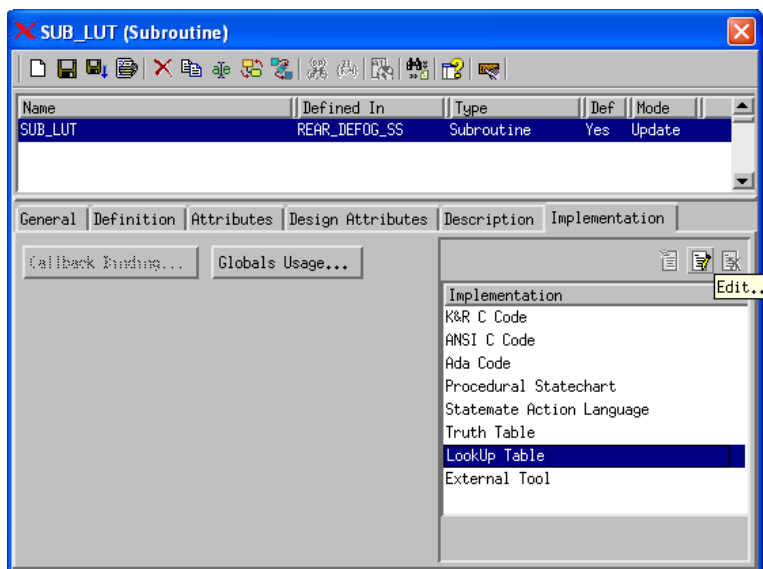 SUB_LUT (Subroutine)
Name Defined In Type Def Mode
SUB_LUT REAR_DEFOG_SS Subroutine Yes Update
General Definition Attributes Design Attributes Description Implementation
Callback Binding... Globals Usage...
Edit..
Implementation
K&R C Code
ANSI C Code
Ada Code
Procedural Statechart
Statemate Action Language
Truth Table
LookUp Table
External Tool